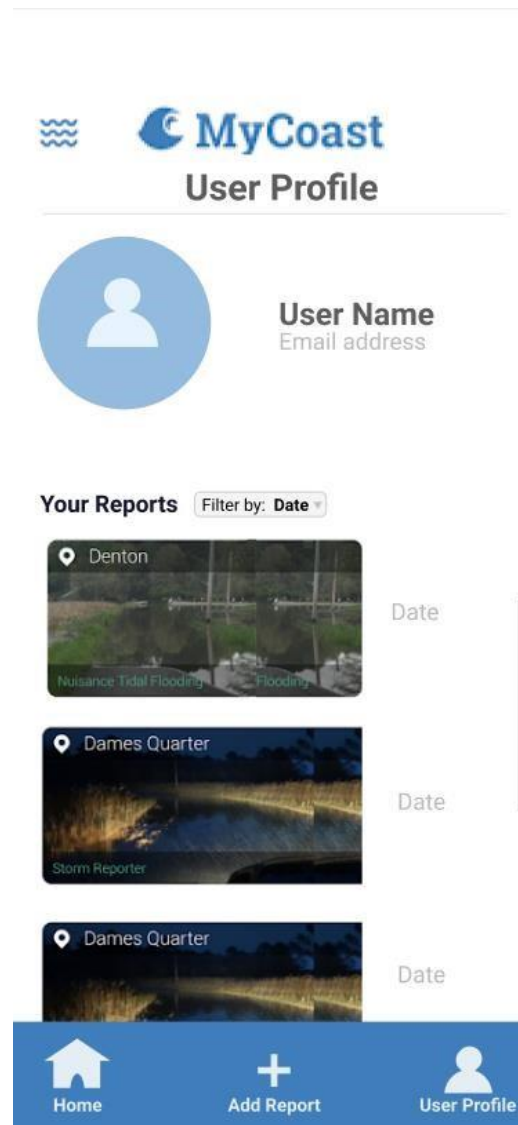 MyCoast
User Profile
User Name
Email address
Your Reports
Filter by: Date
Denton
Nuisance Tidal Flooding
Flooding
Date
Dames Quarter
Storm Reporter
Date
Dames Quarter
Date
Home
Add Report
User Profile